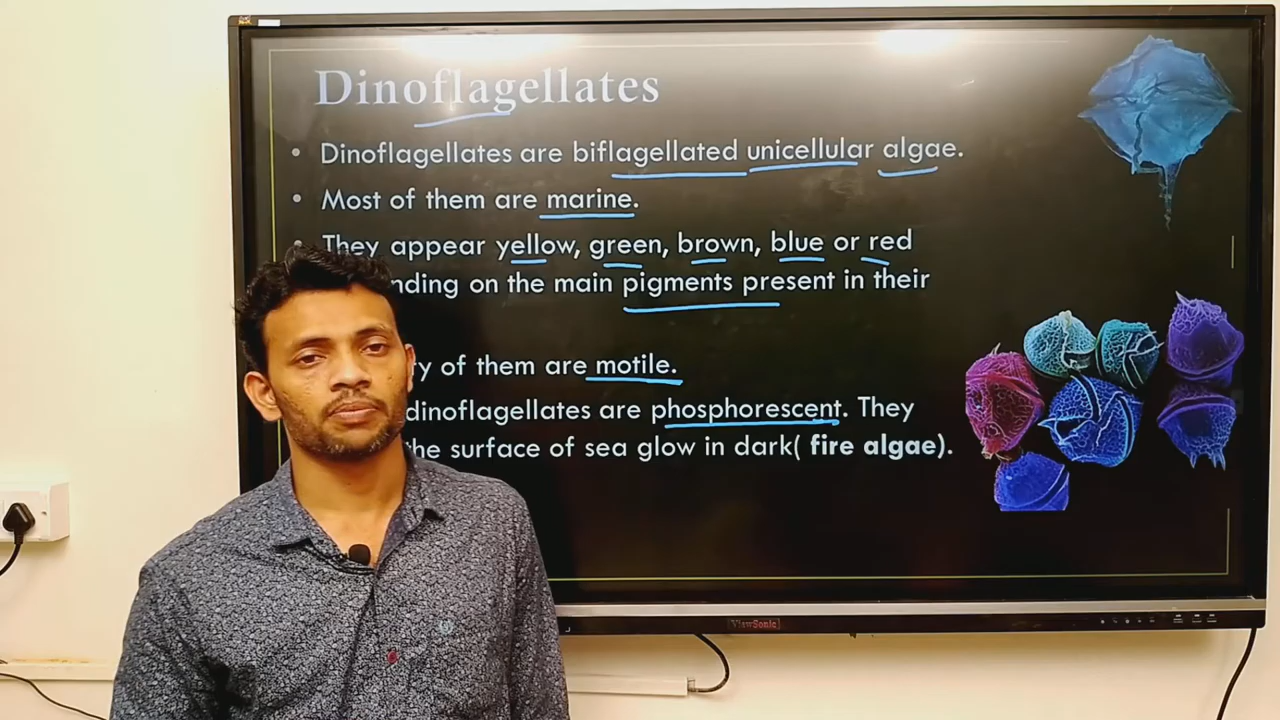 Dinoflagellates
• Dinoflagellates are biflagellated unicellular algae.
• Most of them are marine.
• They appear yellow, green, brown, blue or red
nding on the main pigments present in their
ty of them are motile.
dinoflagellates are phosphorescent. They
he surface of sea glow in dark( fire algae).
ViewSonic